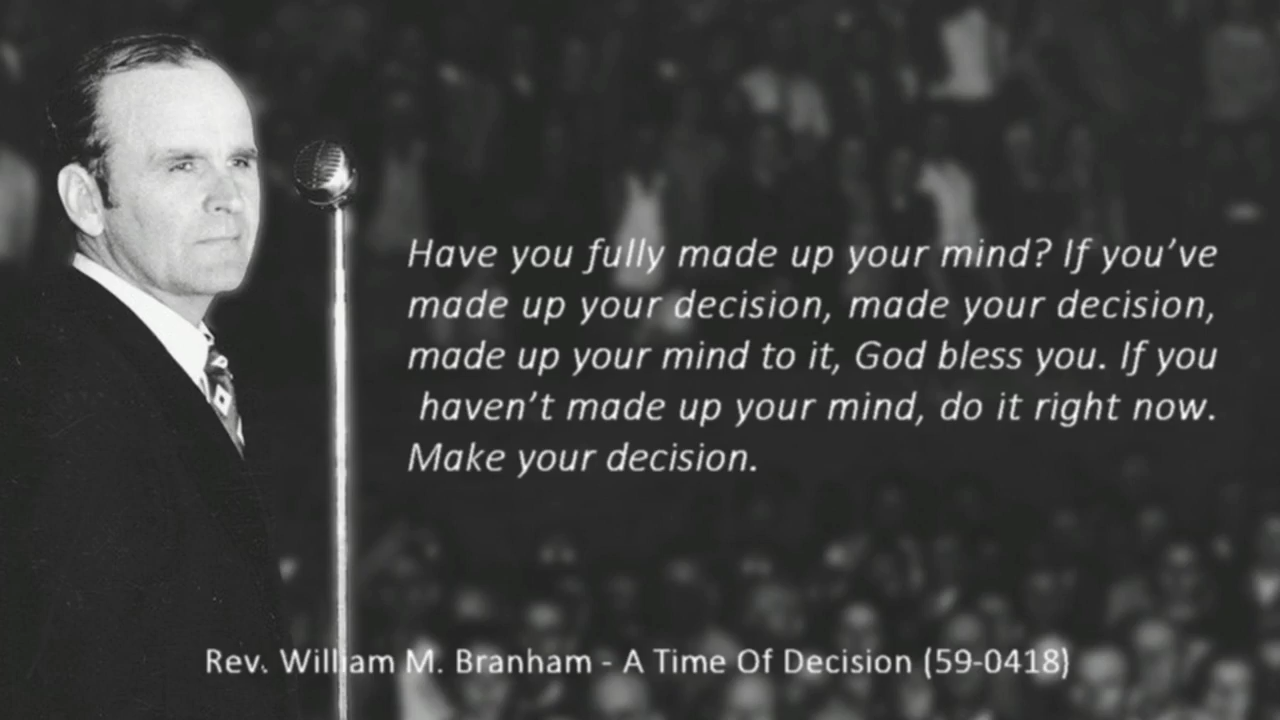 Have you fully made up your mind? If you've
made up your decision, made your decision,
made up your mind to it, God bless you. If you
haven't made up your mind, do it right now.
Make your decision.
Rev. William M. Branham - A Time Of Decision (59-0418)